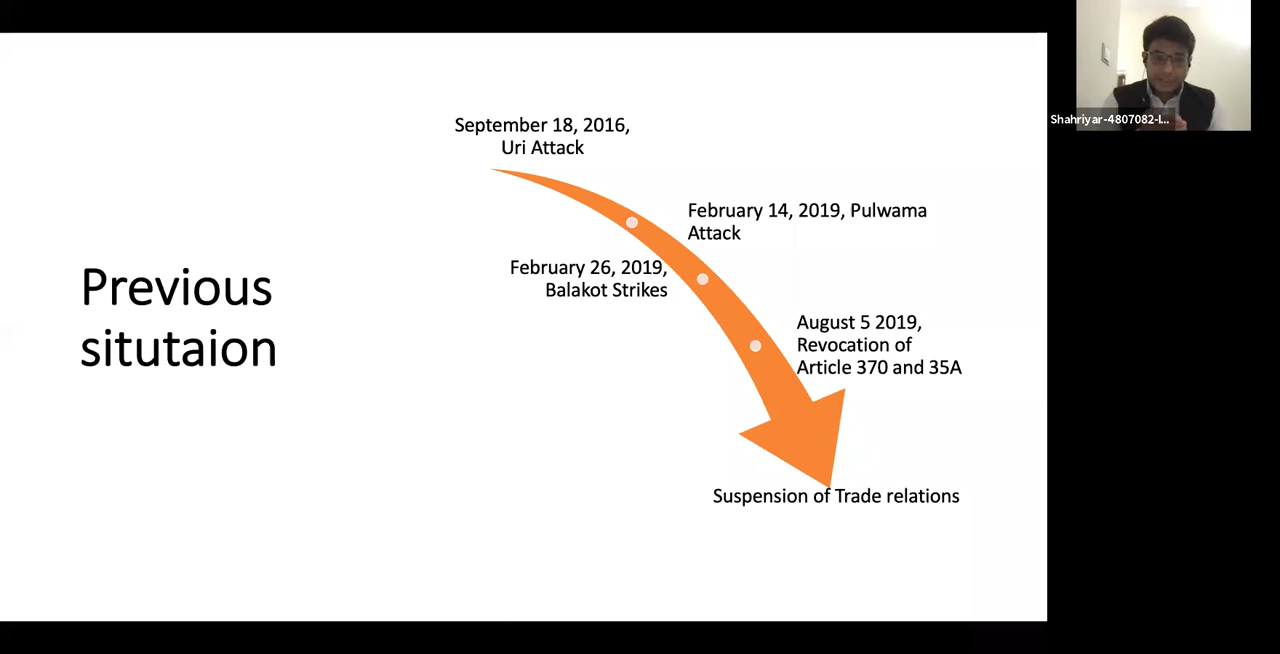 Previous
situtaion
September 18, 2016,
Uri Attack
February 14, 2019, Pulwama
Attack
February 26, 2019,
Balakot Strikes
August 5 2019,
Revocation of
Article 370 and 35A
Suspension of Trade relations
Shahriyar-4807082-I...